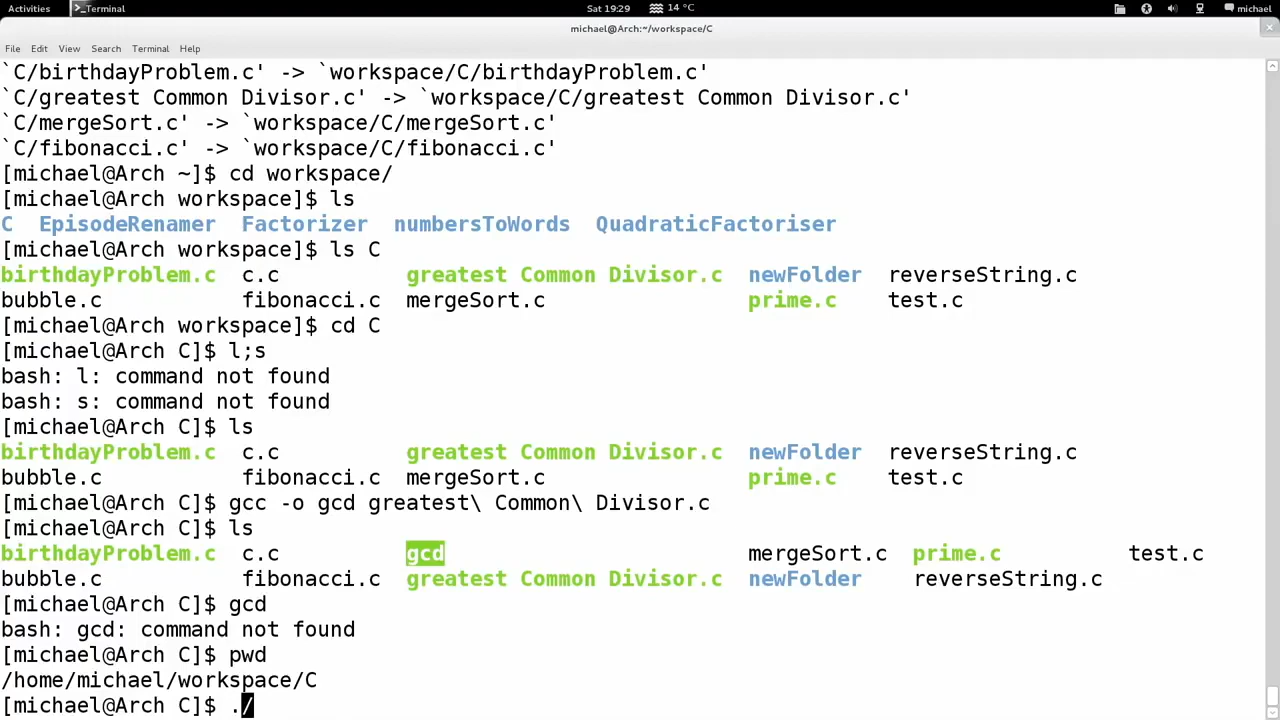 Activities Terminal Sat 19:29 14 °C michael
michael@Arch:~/workspace/C
File Edit View Search Terminal Help
`C/birthdayProblem.c' -> `workspace/C/birthdayProblem.c'
`C/greatest Common Divisor.c' -> `workspace/C/greatest Common Divisor.c'
`C/mergeSort.c' -> `workspace/C/mergeSort.c'
`C/fibonacci.c' -> `workspace/C/fibonacci.c'
[michael@Arch ~]$ cd workspace/
[michael@Arch workspace]$ ls
C EpisodeRenamer Factorizer numbersToWords QuadraticFactoriser
[michael@Arch workspace]$ ls C
birthdayProblem.c c.c greatest Common Divisor.c newFolder reverseString.c
bubble.c fibonacci.c mergeSort.c prime.c test.c
[michael@Arch workspace]$ cd C
[michael@Arch C]$ l;s
bash: l: command not found
bash: s: command not found
[michael@Arch C]$ ls
birthdayProblem.c c.c greatest Common Divisor.c newFolder reverseString.c
bubble.c fibonacci.c mergeSort.c prime.c test.c
[michael@Arch C]$ gcc -o gcd greatest\ Common\ Divisor.c
[michael@Arch C]$ ls
birthdayProblem.c c.c gcd mergeSort.c prime.c test.c
bubble.c fibonacci.c greatest Common Divisor.c newFolder reverseString.c
[michael@Arch C]$ gcd
bash: gcd: command not found
[michael@Arch C]$ pwd
/home/michael/workspace/C
[michael@Arch C]$ ./